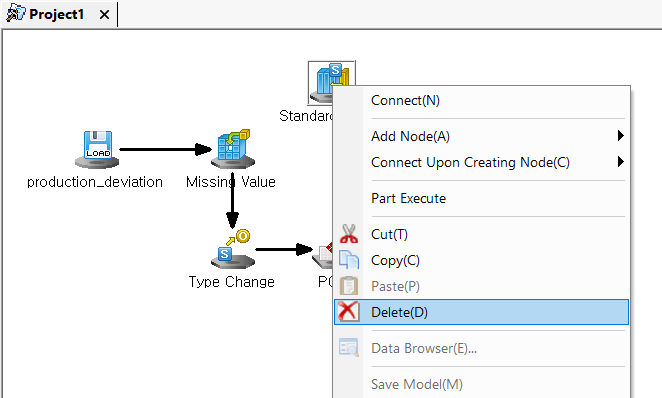 Project1
Standar
LOAD
production_deviation
Missing Value
Type Change
Connect(N)
Add Node(A)
Connect Upon Creating Node(C)
Part Execute
Cut(T)
Copy(C)
Paste(P)
Delete(D)
Data Browser(E)...
Save Model(M)